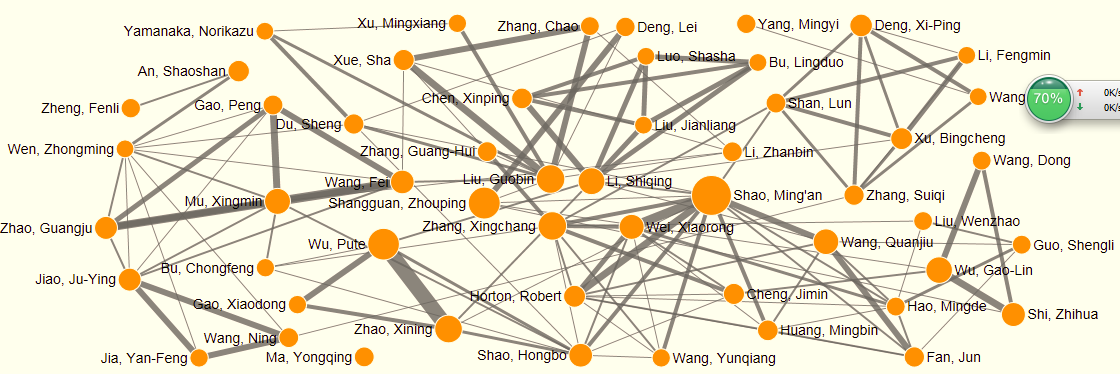 Xu, Mingxiang
Zhang, Chao
Deng, Lei
Yang, Mingyi
Deng, Xi-Ping
Yamanaka, Norikazu
Xue, Sha
Luo, Shasha
Bu, Lingduo
Li, Fengmin
An, Shaoshan
Zheng, Fenli
Gao, Peng
Chen, Xinping
Shan, Lun
Wang
70%
0K/s
0K/s
Du, Sheng
Liu, Jianliang
Xu, Bingcheng
Wen, Zhongming
Zhang, Guang-Hui
Li, Zhanbin
Wang, Dong
Wang, Fei
Liu, Guobin
Li, Shiqing
Mu, Xingmin
Shangguan, Zhouping
Shao, Ming'an
Zhang, Suiqi
Zhao, Guangju
Zhang, Xingchang
Wei, Xiaorong
Liu, Wenzhao
Wu, Pute
Wang, Quanjiu
Guo, Shengli
Jiao, Ju-Ying
Bu, Chongfeng
Wu, Gao-Lin
Gao, Xiaodong
Horton, Robert
Cheng, Jimin
Hao, Mingde
Shi, Zhihua
Wang, Ning
Zhao, Xining
Huang, Mingbin
Jia, Yan-Feng
Ma, Yongqing
Shao, Hongbo
Wang, Yunqiang
Fan, Jun